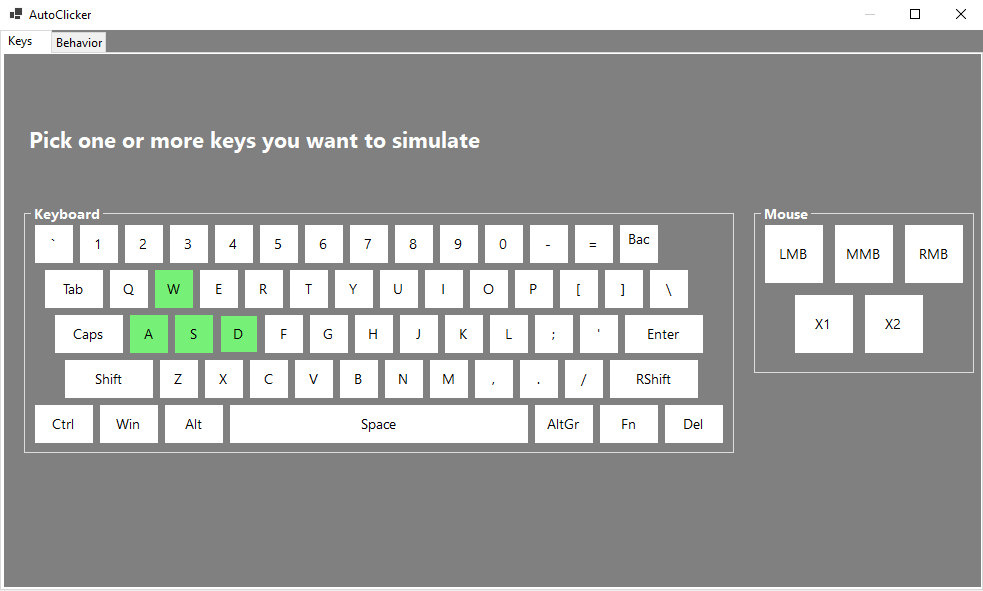 AutoClicker
Keys Behavior
Pick one or more keys you want to simulate
Keyboard Mouse
` 1 2 3 4 5 6 7 8 9 0 - = Bac LMB MMB RMB
Tab Q W E R T Y U I O P [ ] \
Caps A S D F G H J K L ; ' Enter X1 X2
Shift Z X C V B N M , . / RShift
Ctrl Win Alt Space AltGr Fn Del